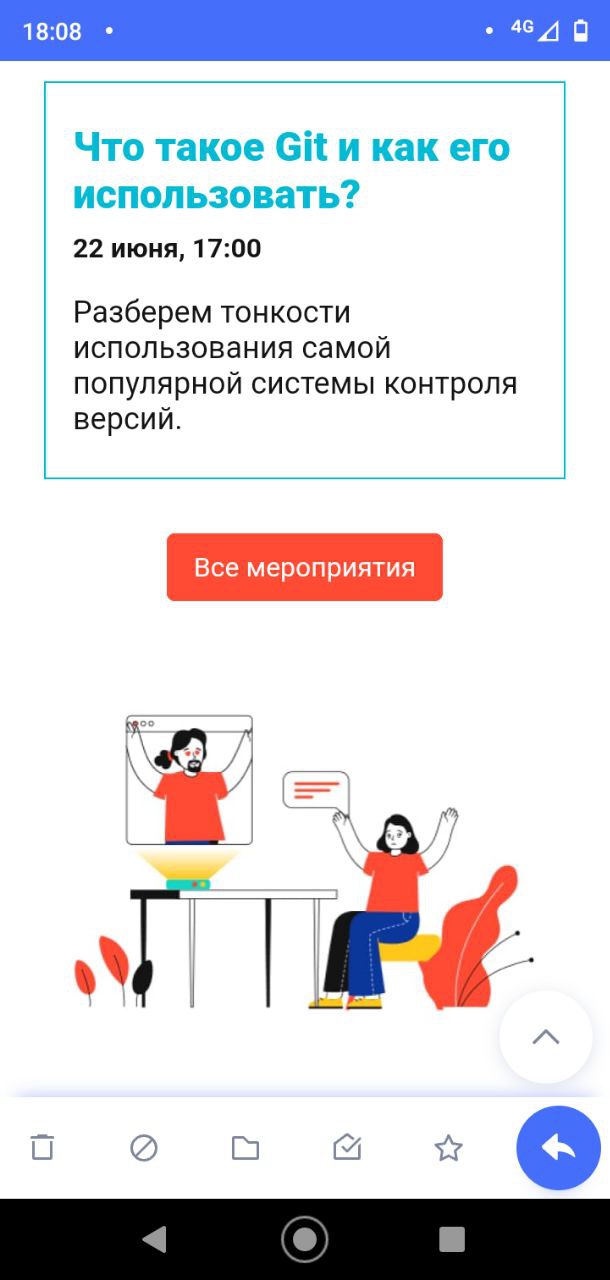 18:08
4G
Что такое Git и как его
использовать?
22 июня, 17:00
Разберем тонкости
использования самой
популярной системы контроля
версий.
Все мероприятия